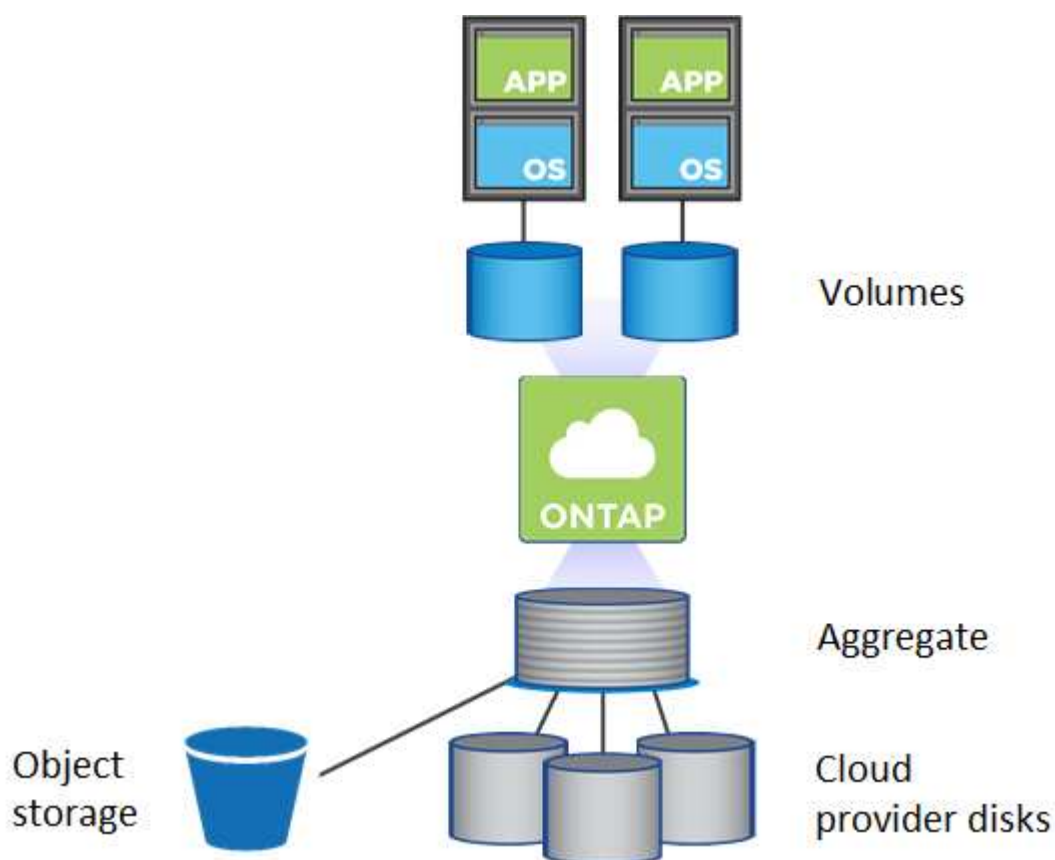 APP
APP
OS
OS
Volumes
ONTAP
Aggregate
Object
storage
Cloud
provider disks